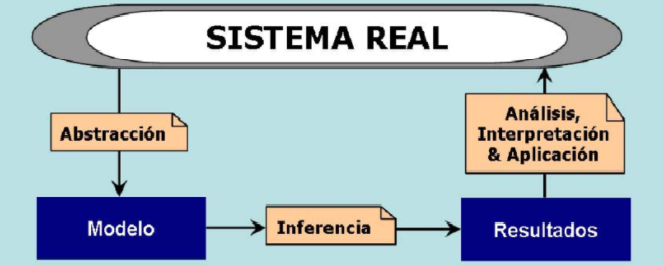 SISTEMA REAL
Abstracción
Análisis,
Interpretación
& Aplicación
Modelo
Inferencia
Resultados